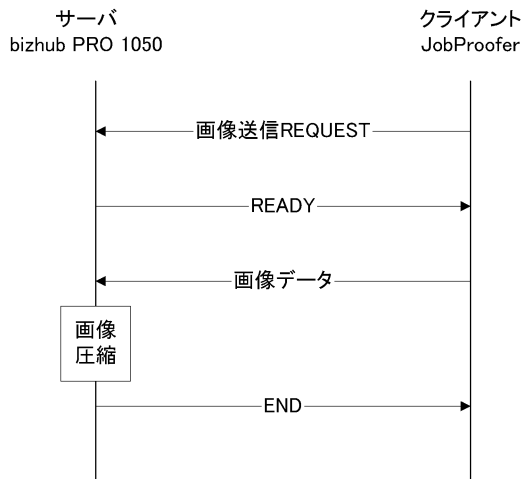 サーバ
bizhub PRO 1050
クライアント
JobProofer
画像送信REQUEST
READY
画像データ
画像
圧縮
END